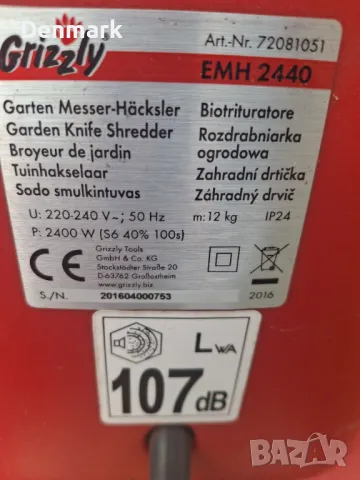 Denmark
Grizzly
Art-Nr. 72081051
EMH 2440
Garten Messer-Häcksler
Garden Knife Shredder
Broyeur de jardin
Tuinhakselaar
Sodo smulkintuvas
Biotrituratore
Rozdrabniarka
ogrodowa
Zahradní drtička
Záhradný drvič
U: 220-240 V~; 50 Hz
m: 12 kg
IP24
P: 2400 W (S6 40% 100s)
CE
Grizzly Tools
GmbH & Co. KG
Stockstädter Straße 20
D-63762 Großostheim
www.grizzly.biz
S./N.
201604000753
2016
LWA
107dB
BAZAR
bg